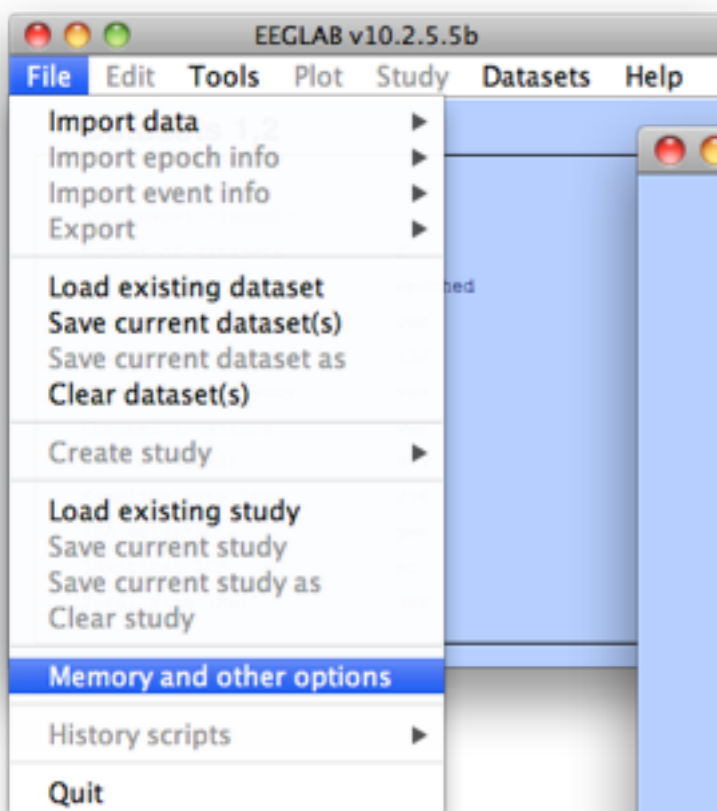 EEGLAB v10.2.5.5b
File Edit Tools Plot Study Datasets Help
Import data
Import epoch info
Import event info
Export
Load existing dataset
Save current dataset(s)
Save current dataset as
Clear dataset(s)
Create study
Load existing study
Save current study
Save current study as
Clear study
Memory and other options
History scripts
Quit